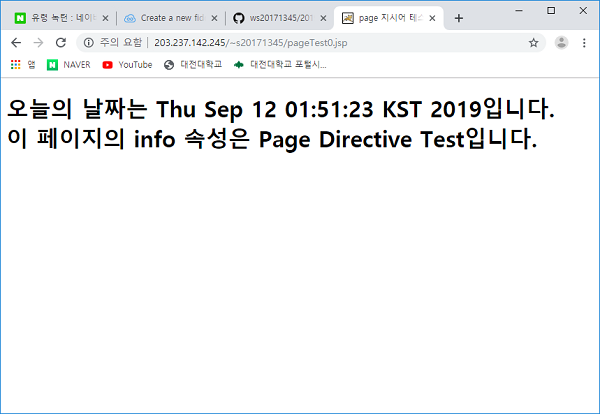 유령 녹턴 : 네이버
Create a new fid
ws20171345/201
page 지시어 테스
주의 요함 | 203.237.142.245/~s20171345/pageTest0.jsp
앱 NAVER YouTube 대전대학교 대전대학교 포털시...
오늘의 날짜는 Thu Sep 12 01:51:23 KST 2019입니다.
이 페이지의 info 속성은 Page Directive Test입니다.